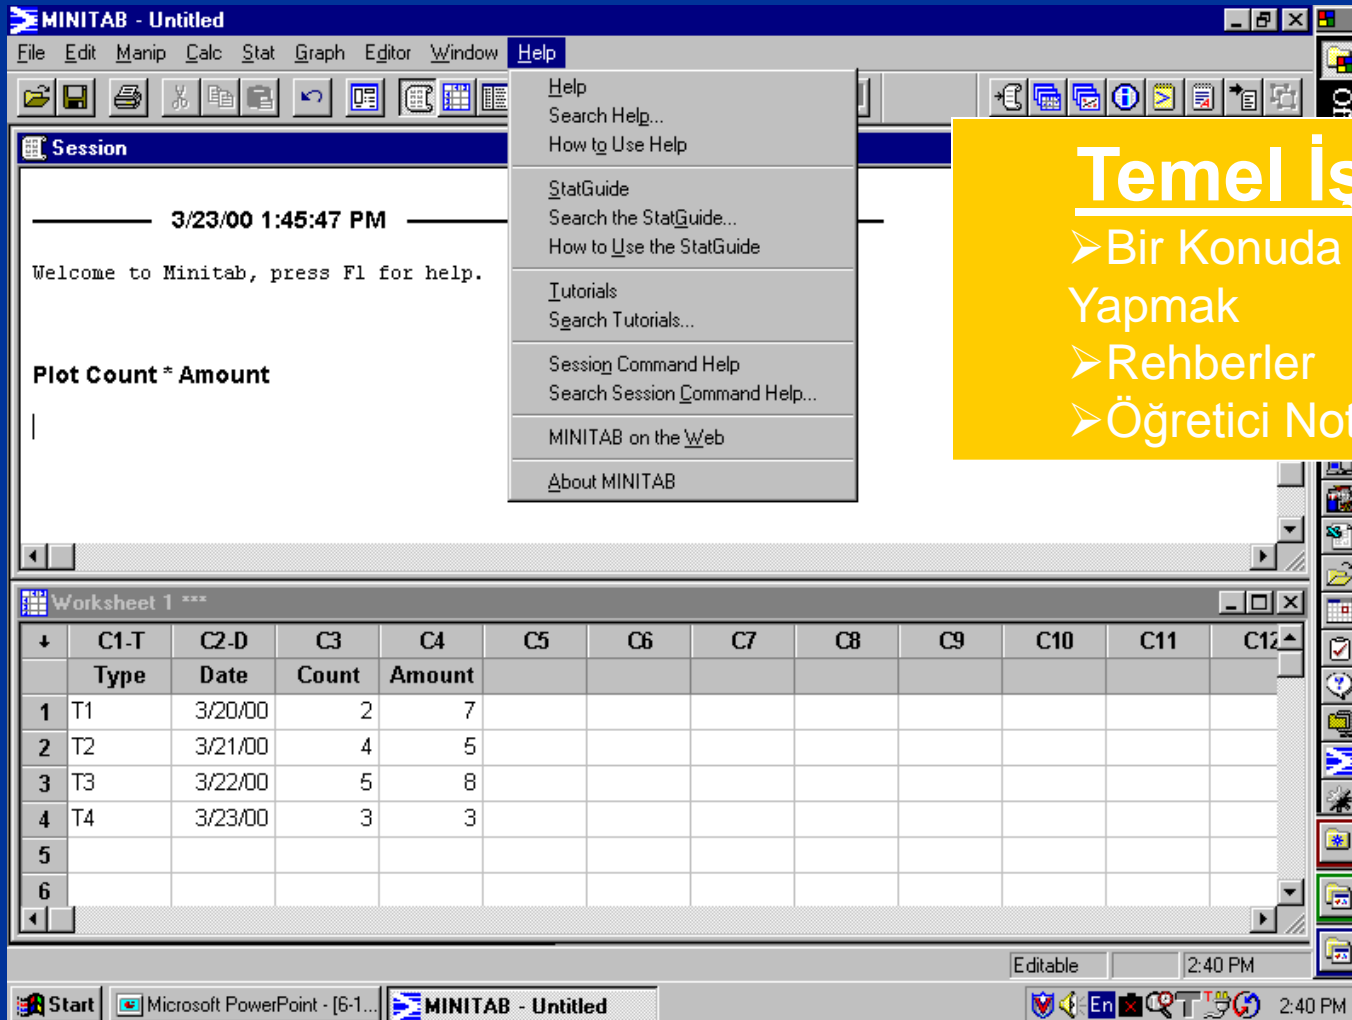 MINITAB - Untitled
File Edit Manip Calc Stat Graph Editor Window Help
Help
Search Help...
How to Use Help
StatGuide
Search the StatGuide...
How to Use the StatGuide
Tutorials
Search Tutorials...
Session Command Help
Search Session Command Help...
MINITAB on the Web
About MINITAB
Session
3/23/00 1:45:47 PM
Welcome to Minitab, press F1 for help.
Plot Count * Amount
Temel İş
➤Bir Konuda
Yapmak
➤Rehberler
➤Öğretici Not
Worksheet 1 ***
C1-T C2-D C3 C4 C5 C6 C7 C8 C9 C10 C11 C12
Type Date Count Amount
1 T1 3/20/00 2 7
2 T2 3/21/00 4 5
3 T3 3/22/00 5 8
4 T4 3/23/00 3 3
5
6
Editable 2:40 PM
Start Microsoft PowerPoint - [6-1... MINITAB - Untitled En 2:40 PM